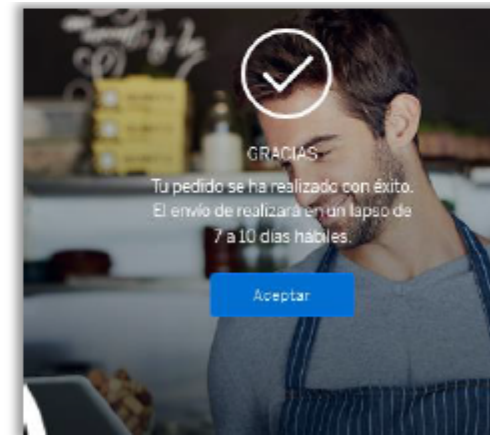 GRACIAS
Tu pedido se ha realizado con éxito.
El envío de realizará en un lapso de
7 a 10 días hábiles.
Aceptar